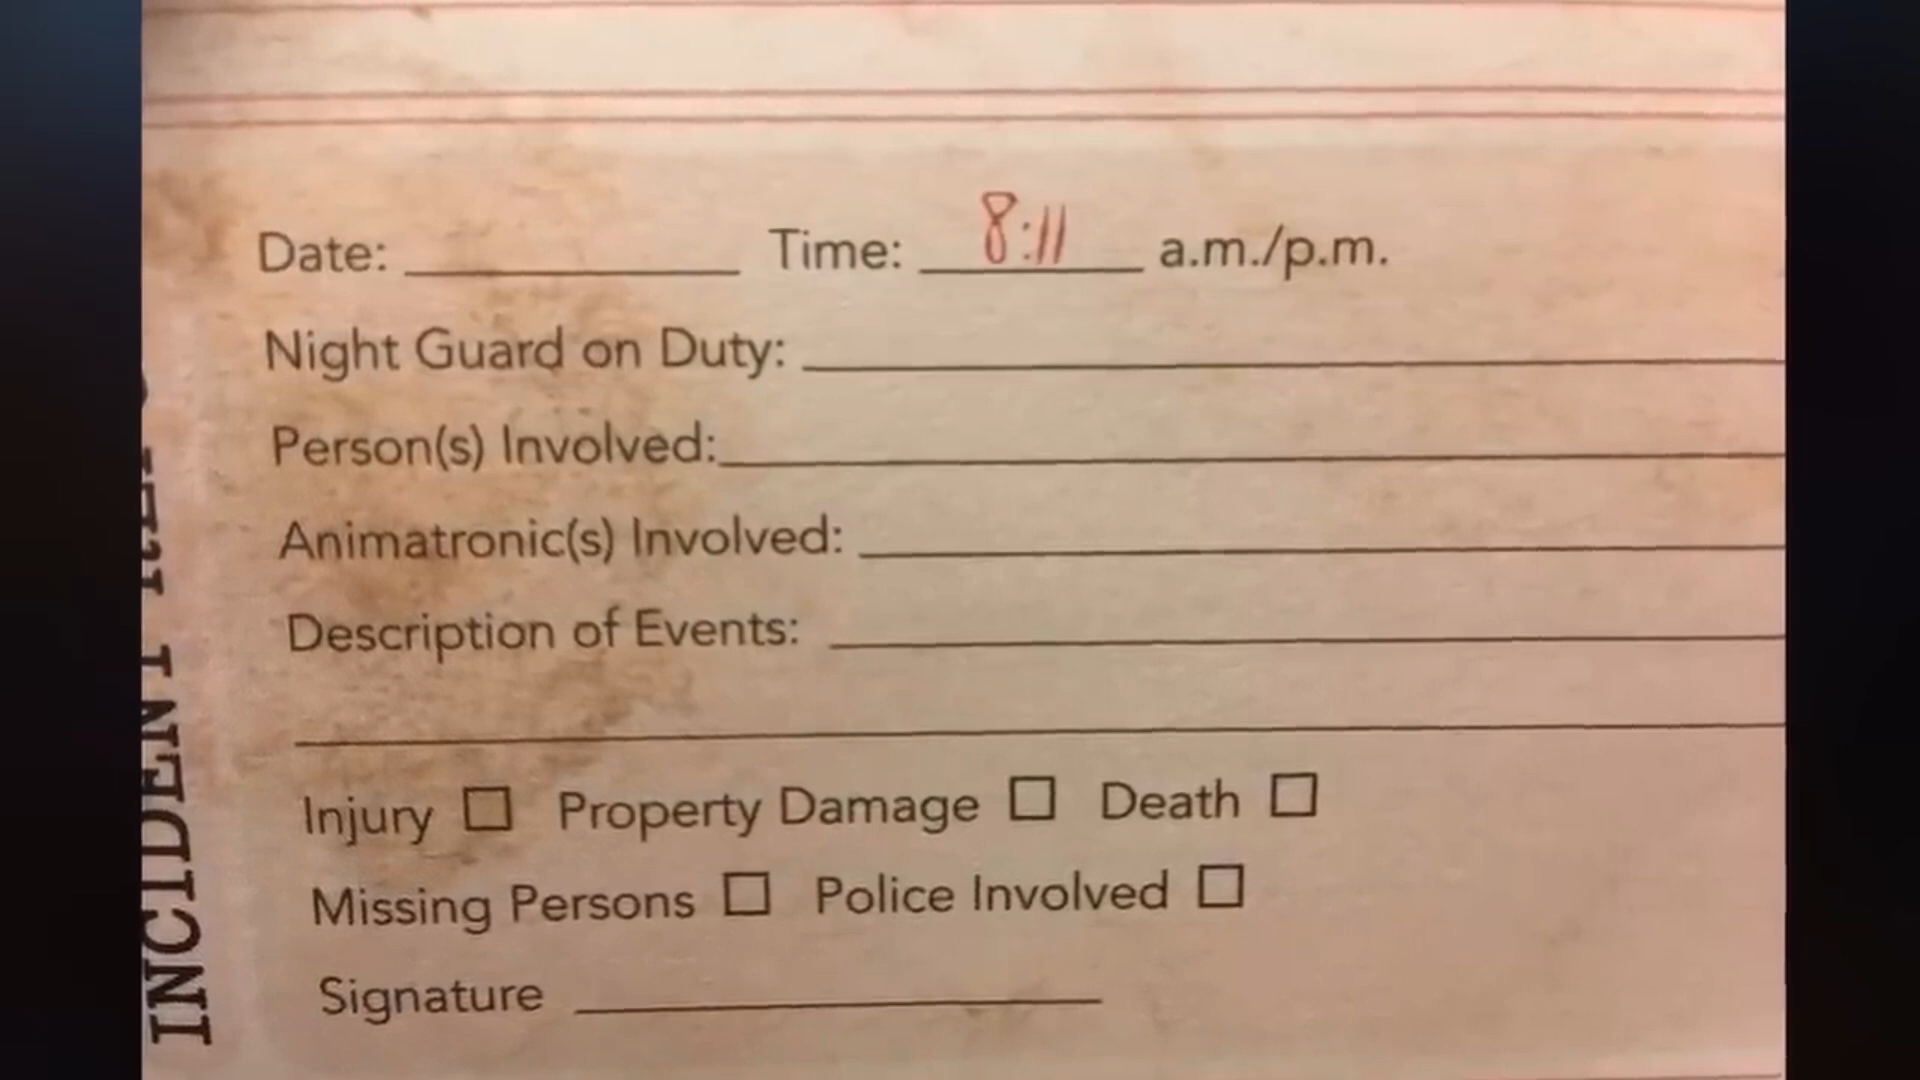 Date: Time: 8:11 a.m./p.m.
Night Guard on Duty:
Person(s) Involved:
Animatronic(s) Involved:
Description of Events:
Injury Property Damage Death
Missing Persons Police Involved
Signature
INCIDENT